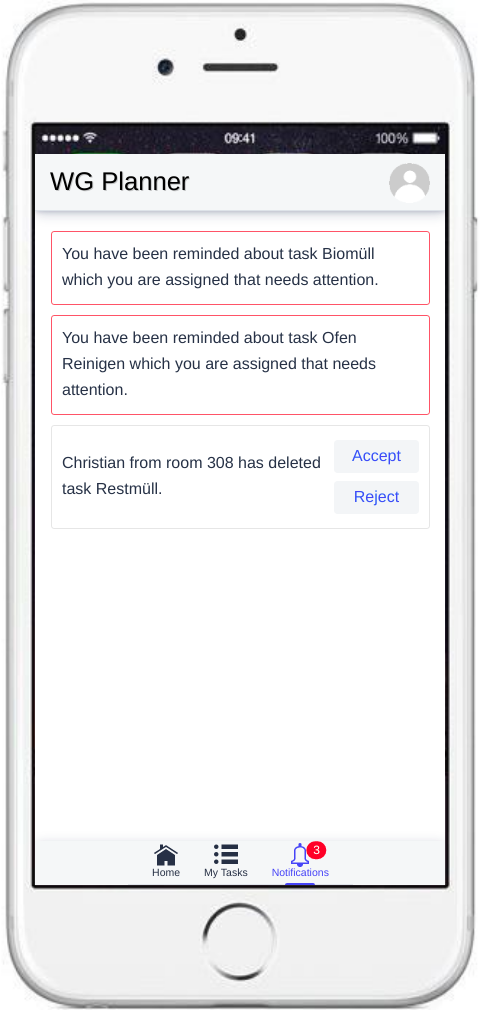 09:41
100%
WG Planner
You have been reminded about task Biomüll
which you are assigned that needs attention.
You have been reminded about task Ofen
Reinigen which you are assigned that needs
attention.
Christian from room 308 has deleted
task Restmüll.
Accept
Reject
3
Home
My Tasks
Notifications